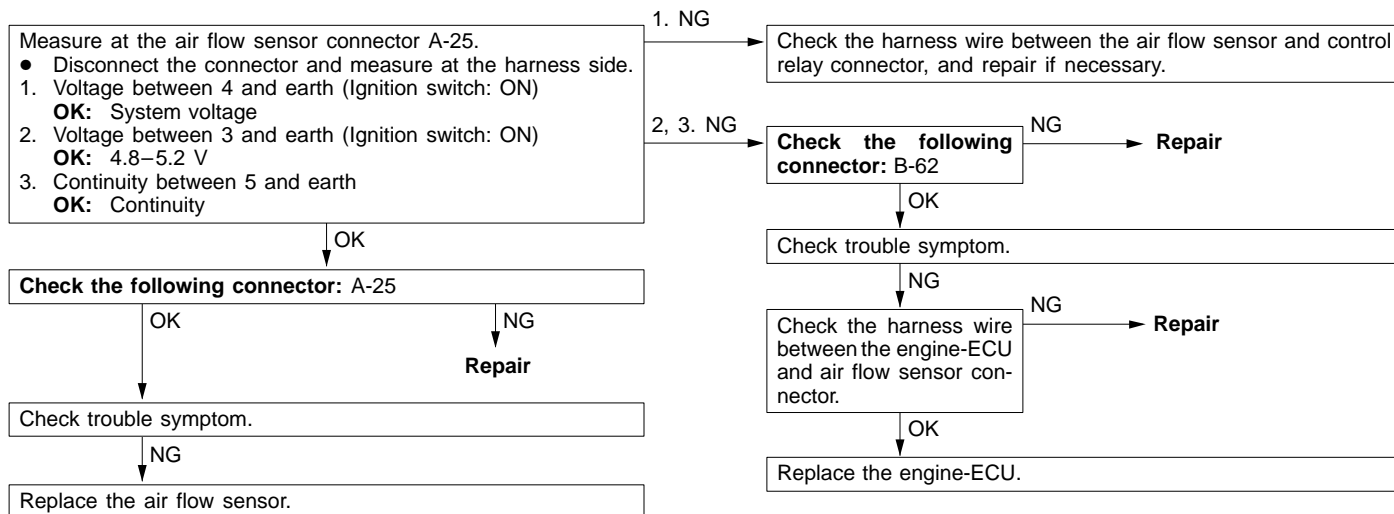 Measure at the air flow sensor connector A-25.
● Disconnect the connector and measure at the harness side.
1. Voltage between 4 and earth (Ignition switch: ON)
OK: System voltage
2. Voltage between 3 and earth (Ignition switch: ON)
OK: 4.8–5.2 V
3. Continuity between 5 and earth
OK: Continuity
1. NG
Check the harness wire between the air flow sensor and control
relay connector, and repair if necessary.
2, 3. NG
Check the following
connector: B-62
NG
Repair
OK
Check trouble symptom.
NG
Check the harness wire
between the engine-ECU
and air flow sensor con-
nector.
NG
Repair
OK
Replace the engine-ECU.
OK
Check the following connector: A-25
OK
NG
Repair
Check trouble symptom.
NG
Replace the air flow sensor.